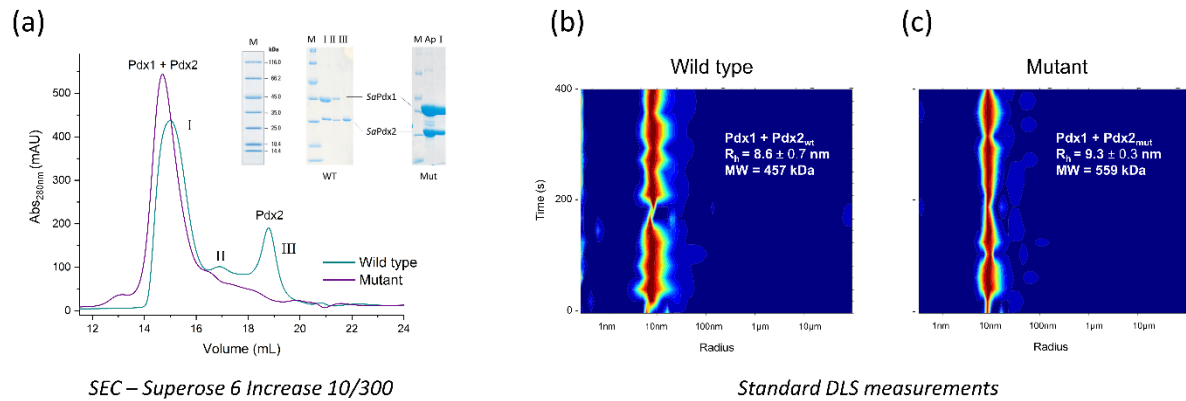 (a)
(b)
(c)
M
kDa
116.0
66.2
45.0
35.0
25.0
18.4
14.4
M I II III
WT
SaPdx1
SaPdx2
M Ap I
Mut
Pdx1 + Pdx2
I
II
Pdx2
III
Wild type
Mutant
Abs280nm (mAU)
500
400
300
200
100
0
12 14 16 18 20 22 24
Volume (mL)
SEC – Superose 6 Increase 10/300
Wild type
Pdx1 + Pdx2wt
Rh = 8.6 ± 0.7 nm
MW = 457 kDa
Time (s)
400
200
0
1nm 10nm 100nm 1µm 10µm
Radius
Mutant
Pdx1 + Pdx2mut
Rh = 9.3 ± 0.3 nm
MW = 559 kDa
1nm 10nm 100nm 1µm 10µm
Radius
Standard DLS measurements